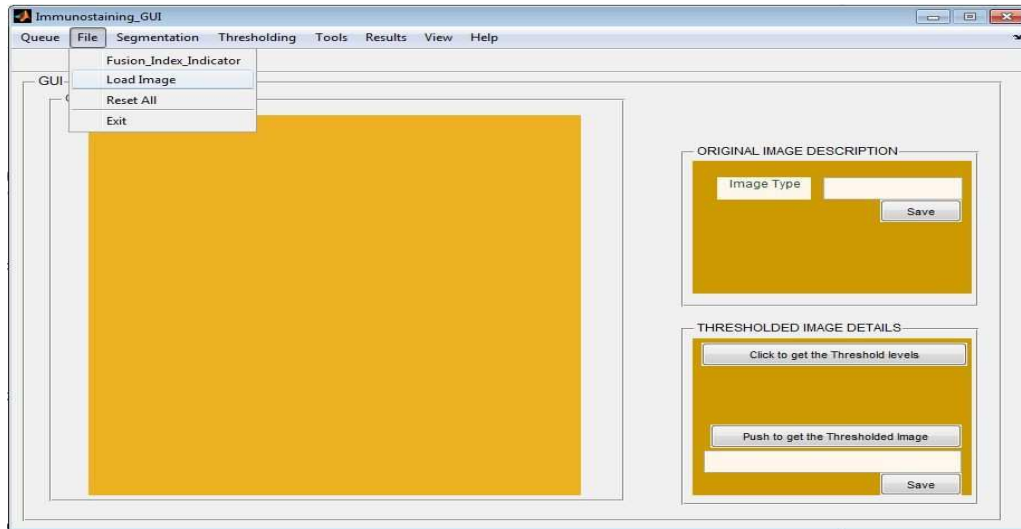 Immunostaining_GUI
Queue File Segmentation Thresholding Tools Results View Help
Fusion_Index_Indicator
Load Image
Reset All
Exit
GUI
ORIGINAL IMAGE DESCRIPTION
Image Type
Save
THRESHOLDED IMAGE DETAILS
Click to get the Threshold levels
Push to get the Thresholded Image
Save